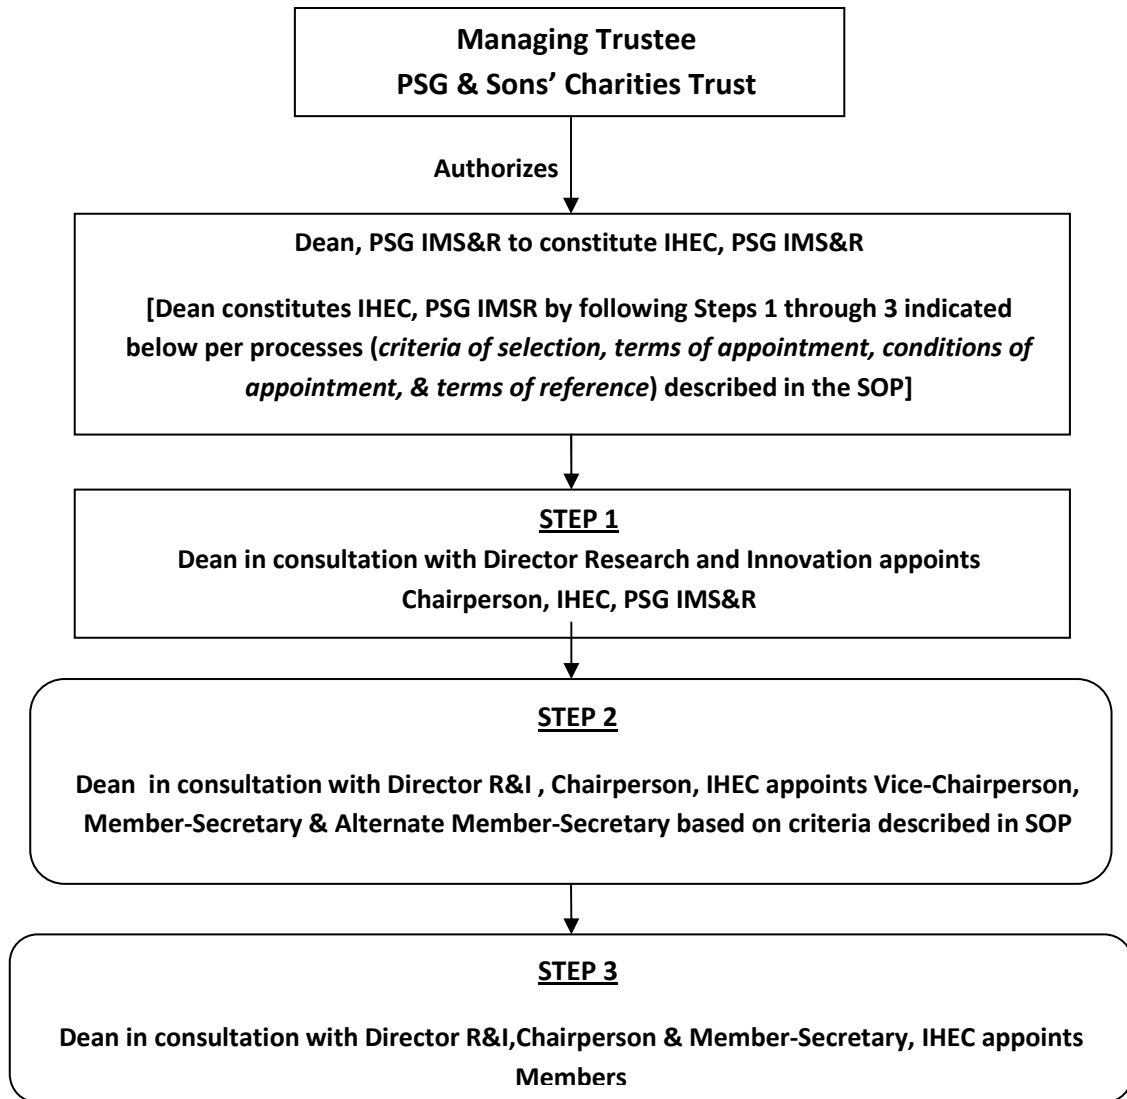 Managing Trustee
PSG & Sons’ Charities Trust
Authorizes
Dean, PSG IMS&R to constitute IHEC, PSG IMS&R
[Dean constitutes IHEC, PSG IMSR by following Steps 1 through 3 indicated
below per processes (criteria of selection, terms of appointment, conditions of
appointment, & terms of reference) described in the SOP]
STEP 1
Dean in consultation with Director Research and Innovation appoints
Chairperson, IHEC, PSG IMS&R
STEP 2
Dean  in consultation with Director R&I , Chairperson, IHEC appoints Vice-Chairperson,
Member-Secretary & Alternate Member-Secretary based on criteria described in SOP
STEP 3
Dean in consultation with Director R&I,Chairperson & Member-Secretary, IHEC appoints
Members